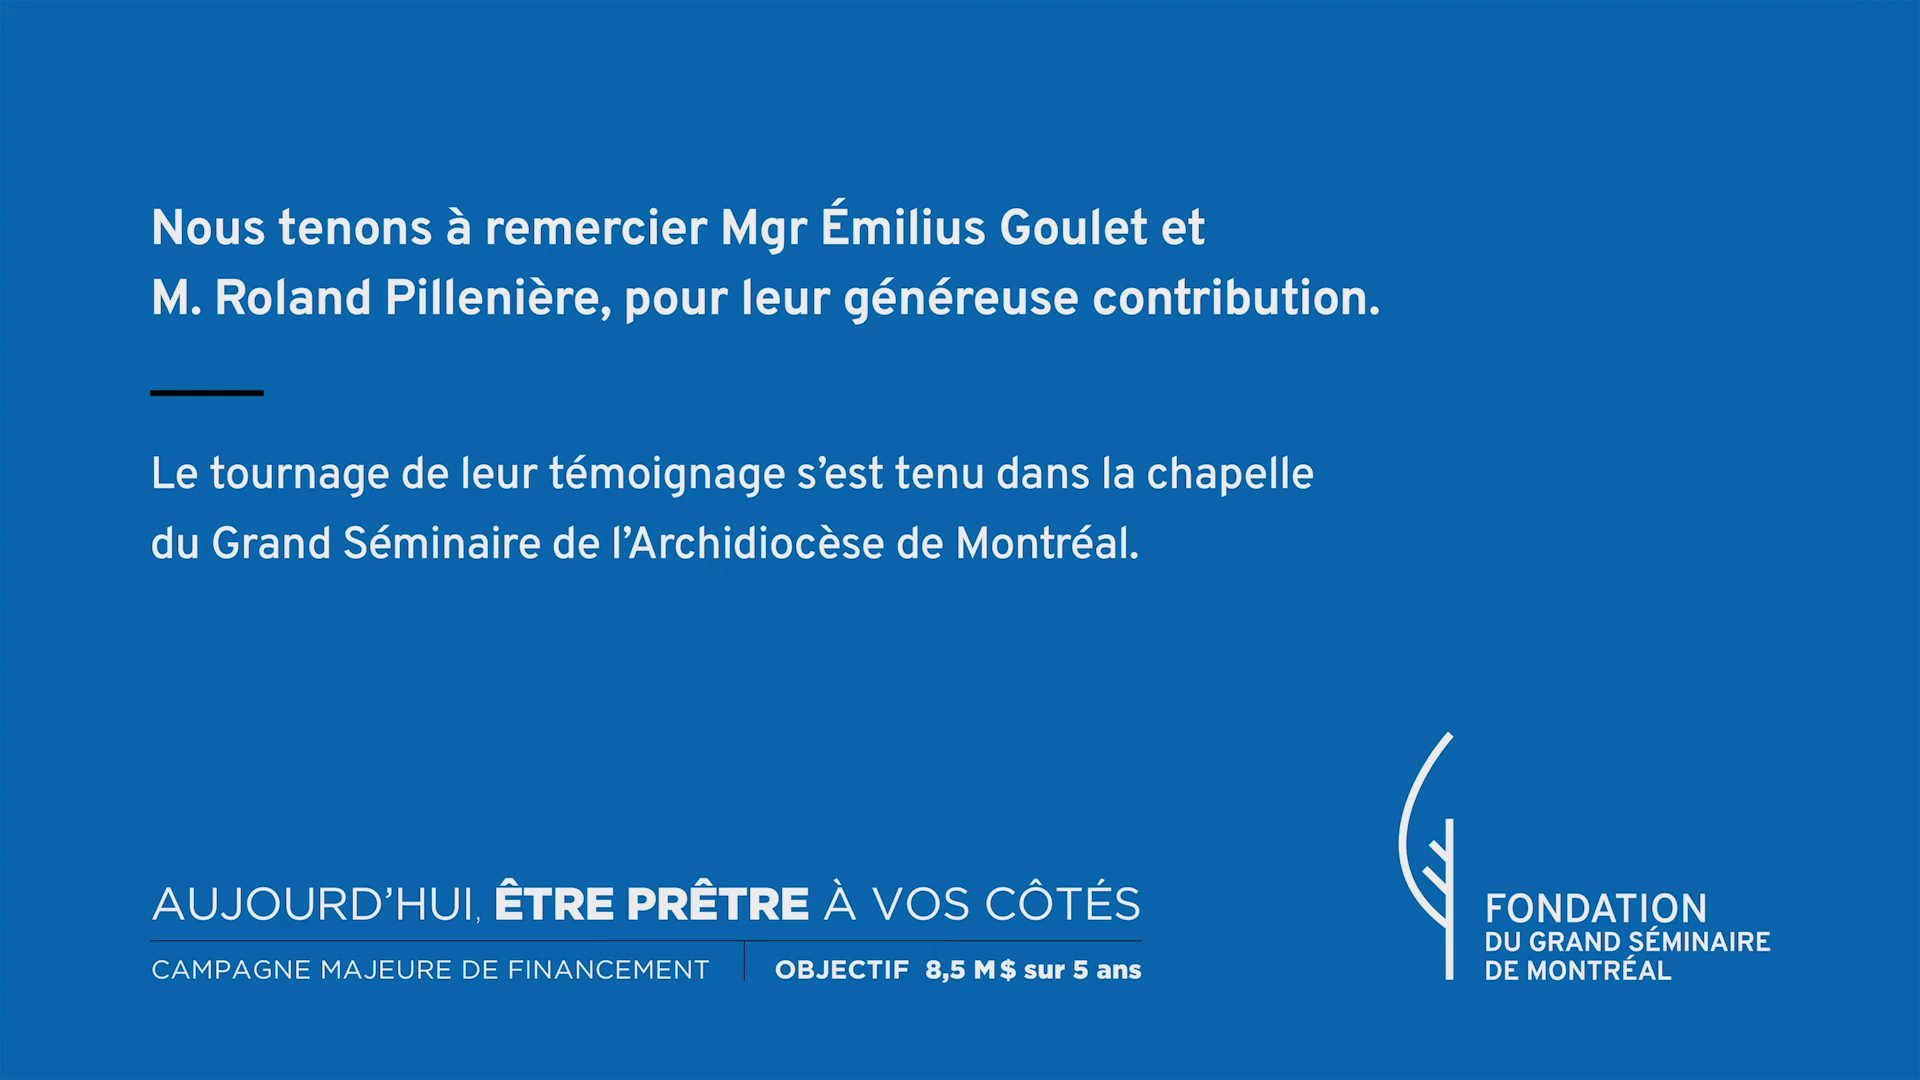 Nous tenons à remercier Mgr Émilius Goulet et
M. Roland Pillenière, pour leur généreuse contribution.
Le tournage de leur témoignage s’est tenu dans la chapelle
du Grand Séminaire de l’Archidiocèse de Montréal.
AUJOURD’HUI, ÊTRE PRÊTRE À VOS CÔTÉS
CAMPAGNE MAJEURE DE FINANCEMENT
OBJECTIF 8,5 M$ sur 5 ans
FONDATION
DU GRAND SÉMINAIRE
DE MONTRÉAL